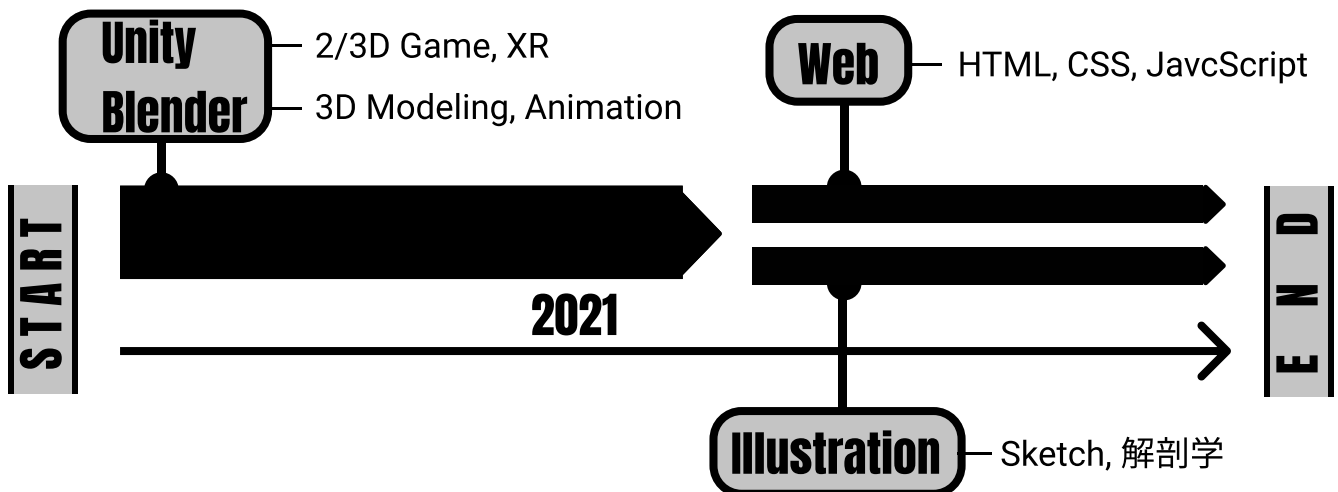 Unity
2/3D Game, XR
Blender
3D Modeling, Animation
Web
HTML, CSS, JavcScript
START
END
2021
Illustration
Sketch, 解剖学